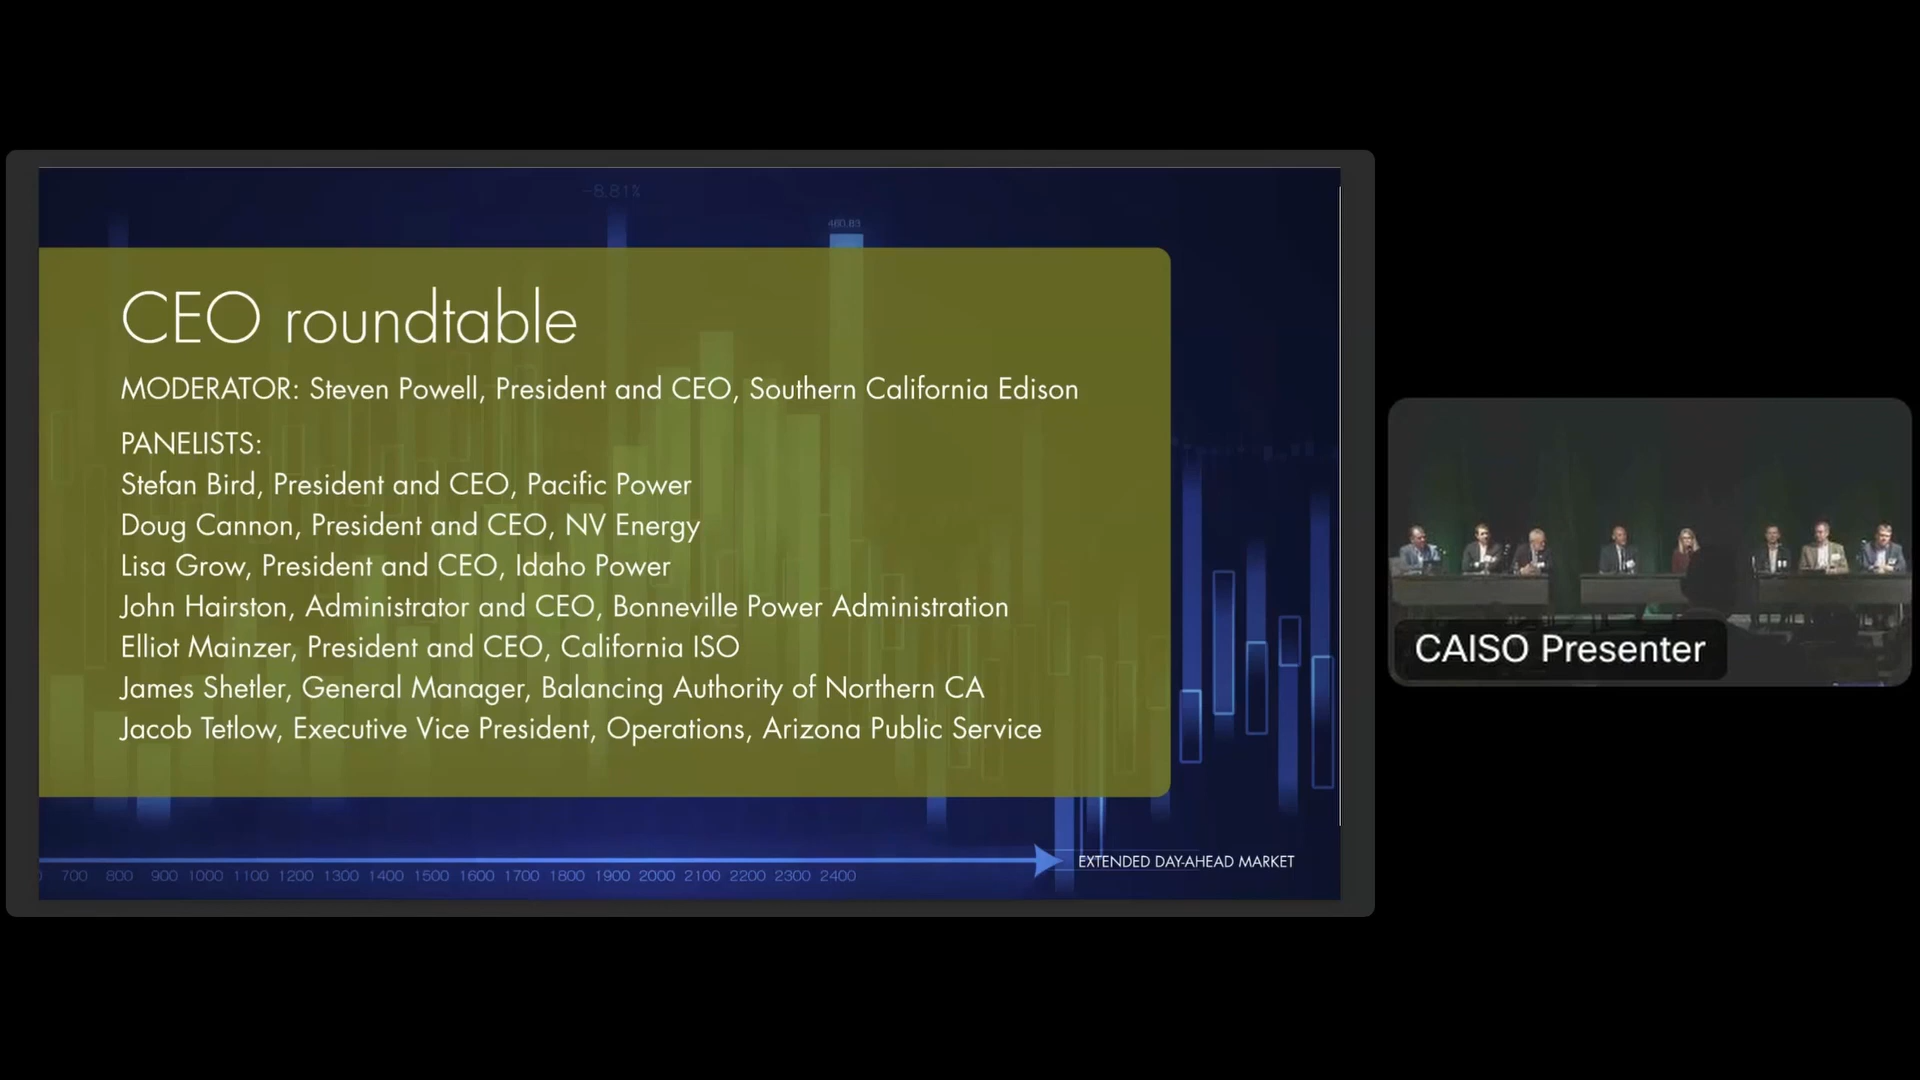 -8.81%
460.83
CEO roundtable
MODERATOR: Steven Powell, President and CEO, Southern California Edison
PANELISTS:
Stefan Bird, President and CEO, Pacific Power
Doug Cannon, President and CEO, NV Energy
Lisa Grow, President and CEO, Idaho Power
John Hairston, Administrator and CEO, Bonneville Power Administration
Elliot Mainzer, President and CEO, California ISO
James Shetler, General Manager, Balancing Authority of Northern CA
Jacob Tetlow, Executive Vice President, Operations, Arizona Public Service
EXTENDED DAY-AHEAD MARKET
700 800 900 1000 1100 1200 1300 1400 1500 1600 1700 1800 1900 2000 2100 2200 2300 2400
CAISO Presenter